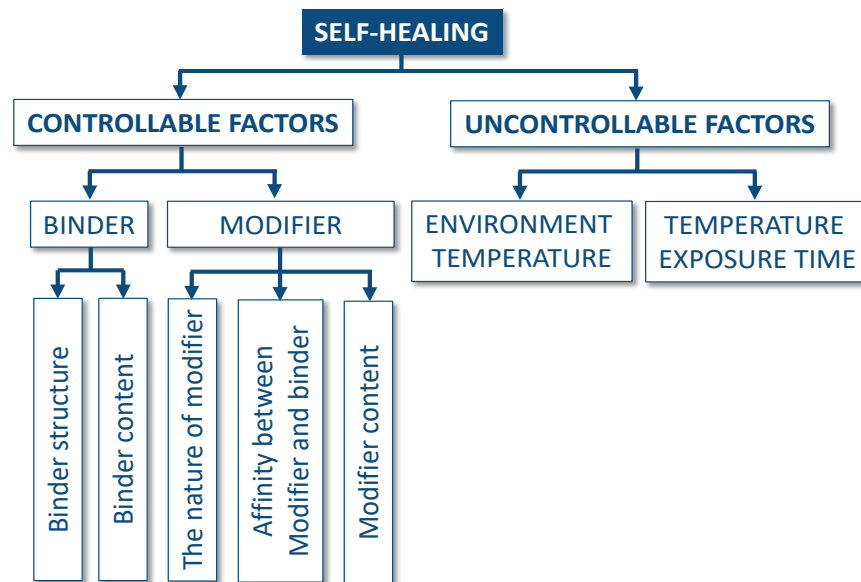 SELF-HEALING
CONTROLLABLE FACTORS
UNCONTROLLABLE FACTORS
BINDER
MODIFIER
ENVIRONMENT
TEMPERATURE
TEMPERATURE
EXPOSURE TIME
Binder structure
Binder content
The nature of modifier
Affinity between
Modifier and binder
Modifier content